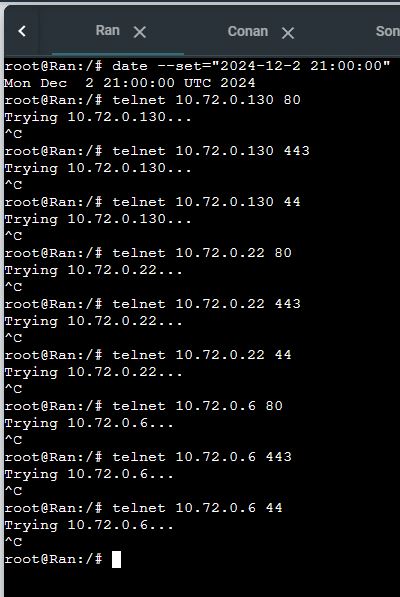 Ran
Conan
Son
root@Ran:/# date --set="2024-12-2 21:00:00"
Mon Dec  2 21:00:00 UTC 2024
root@Ran:/# telnet 10.72.0.130 80
Trying 10.72.0.130...
^C
root@Ran:/# telnet 10.72.0.130 443
Trying 10.72.0.130...
^C
root@Ran:/# telnet 10.72.0.130 44
Trying 10.72.0.130...
^C
root@Ran:/# telnet 10.72.0.22 80
Trying 10.72.0.22...
^C
root@Ran:/# telnet 10.72.0.22 443
Trying 10.72.0.22...
^C
root@Ran:/# telnet 10.72.0.22 44
Trying 10.72.0.22...
^C
root@Ran:/# telnet 10.72.0.6 80
Trying 10.72.0.6...
^C
root@Ran:/# telnet 10.72.0.6 443
Trying 10.72.0.6...
^C
root@Ran:/# telnet 10.72.0.6 44
Trying 10.72.0.6...
^C
root@Ran:/#